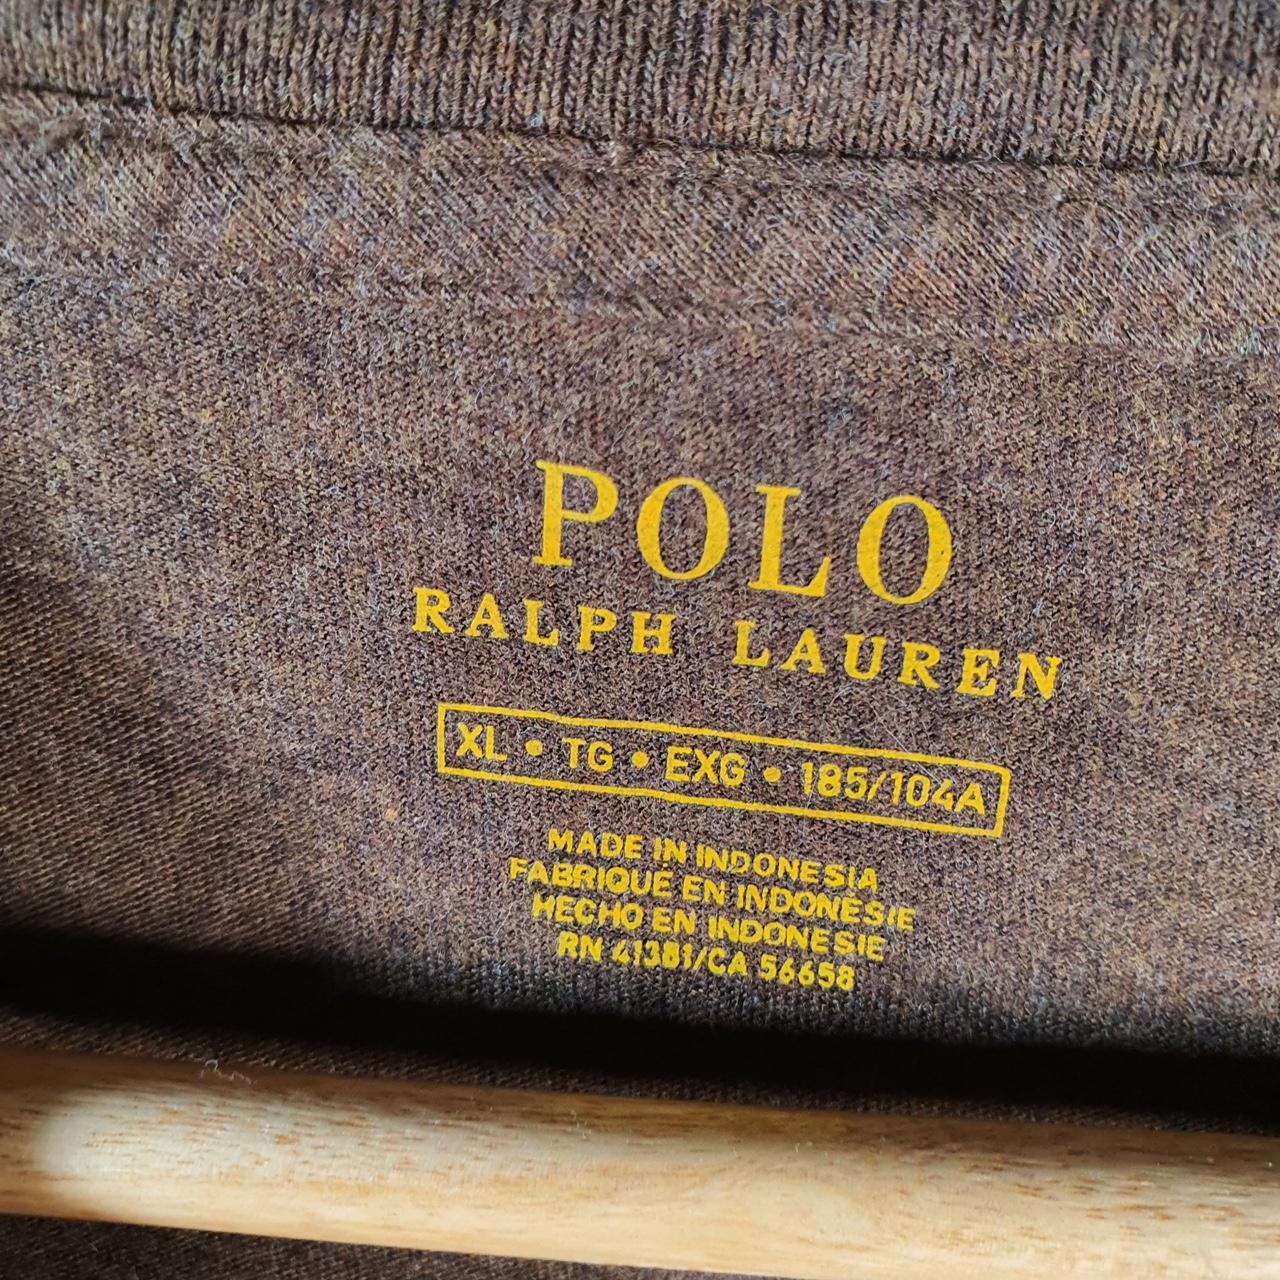 POLO
RALPH LAUREN
XL • TG • EXG • 185/104A
MADE IN INDONESIA
FABRIQUÉ EN INDONÉSIE
HECHO EN INDONESIE
RN 41381/CA 56658